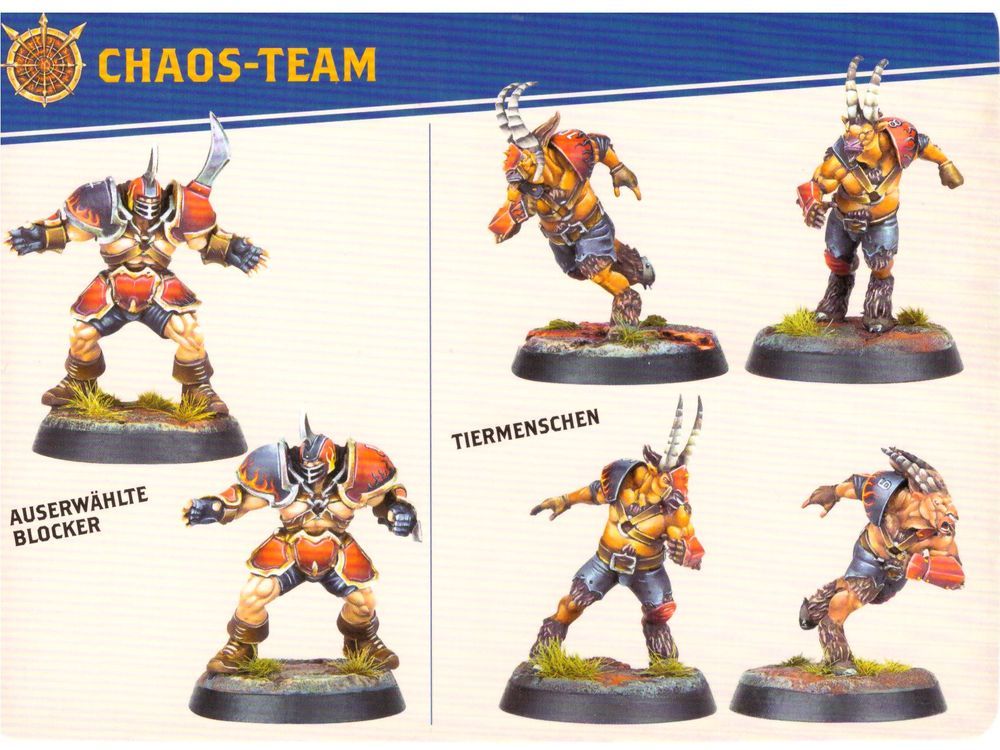 CHAOS-TEAM
AUSERWÄHLTE
BLOCKER
TIERMENSCHEN